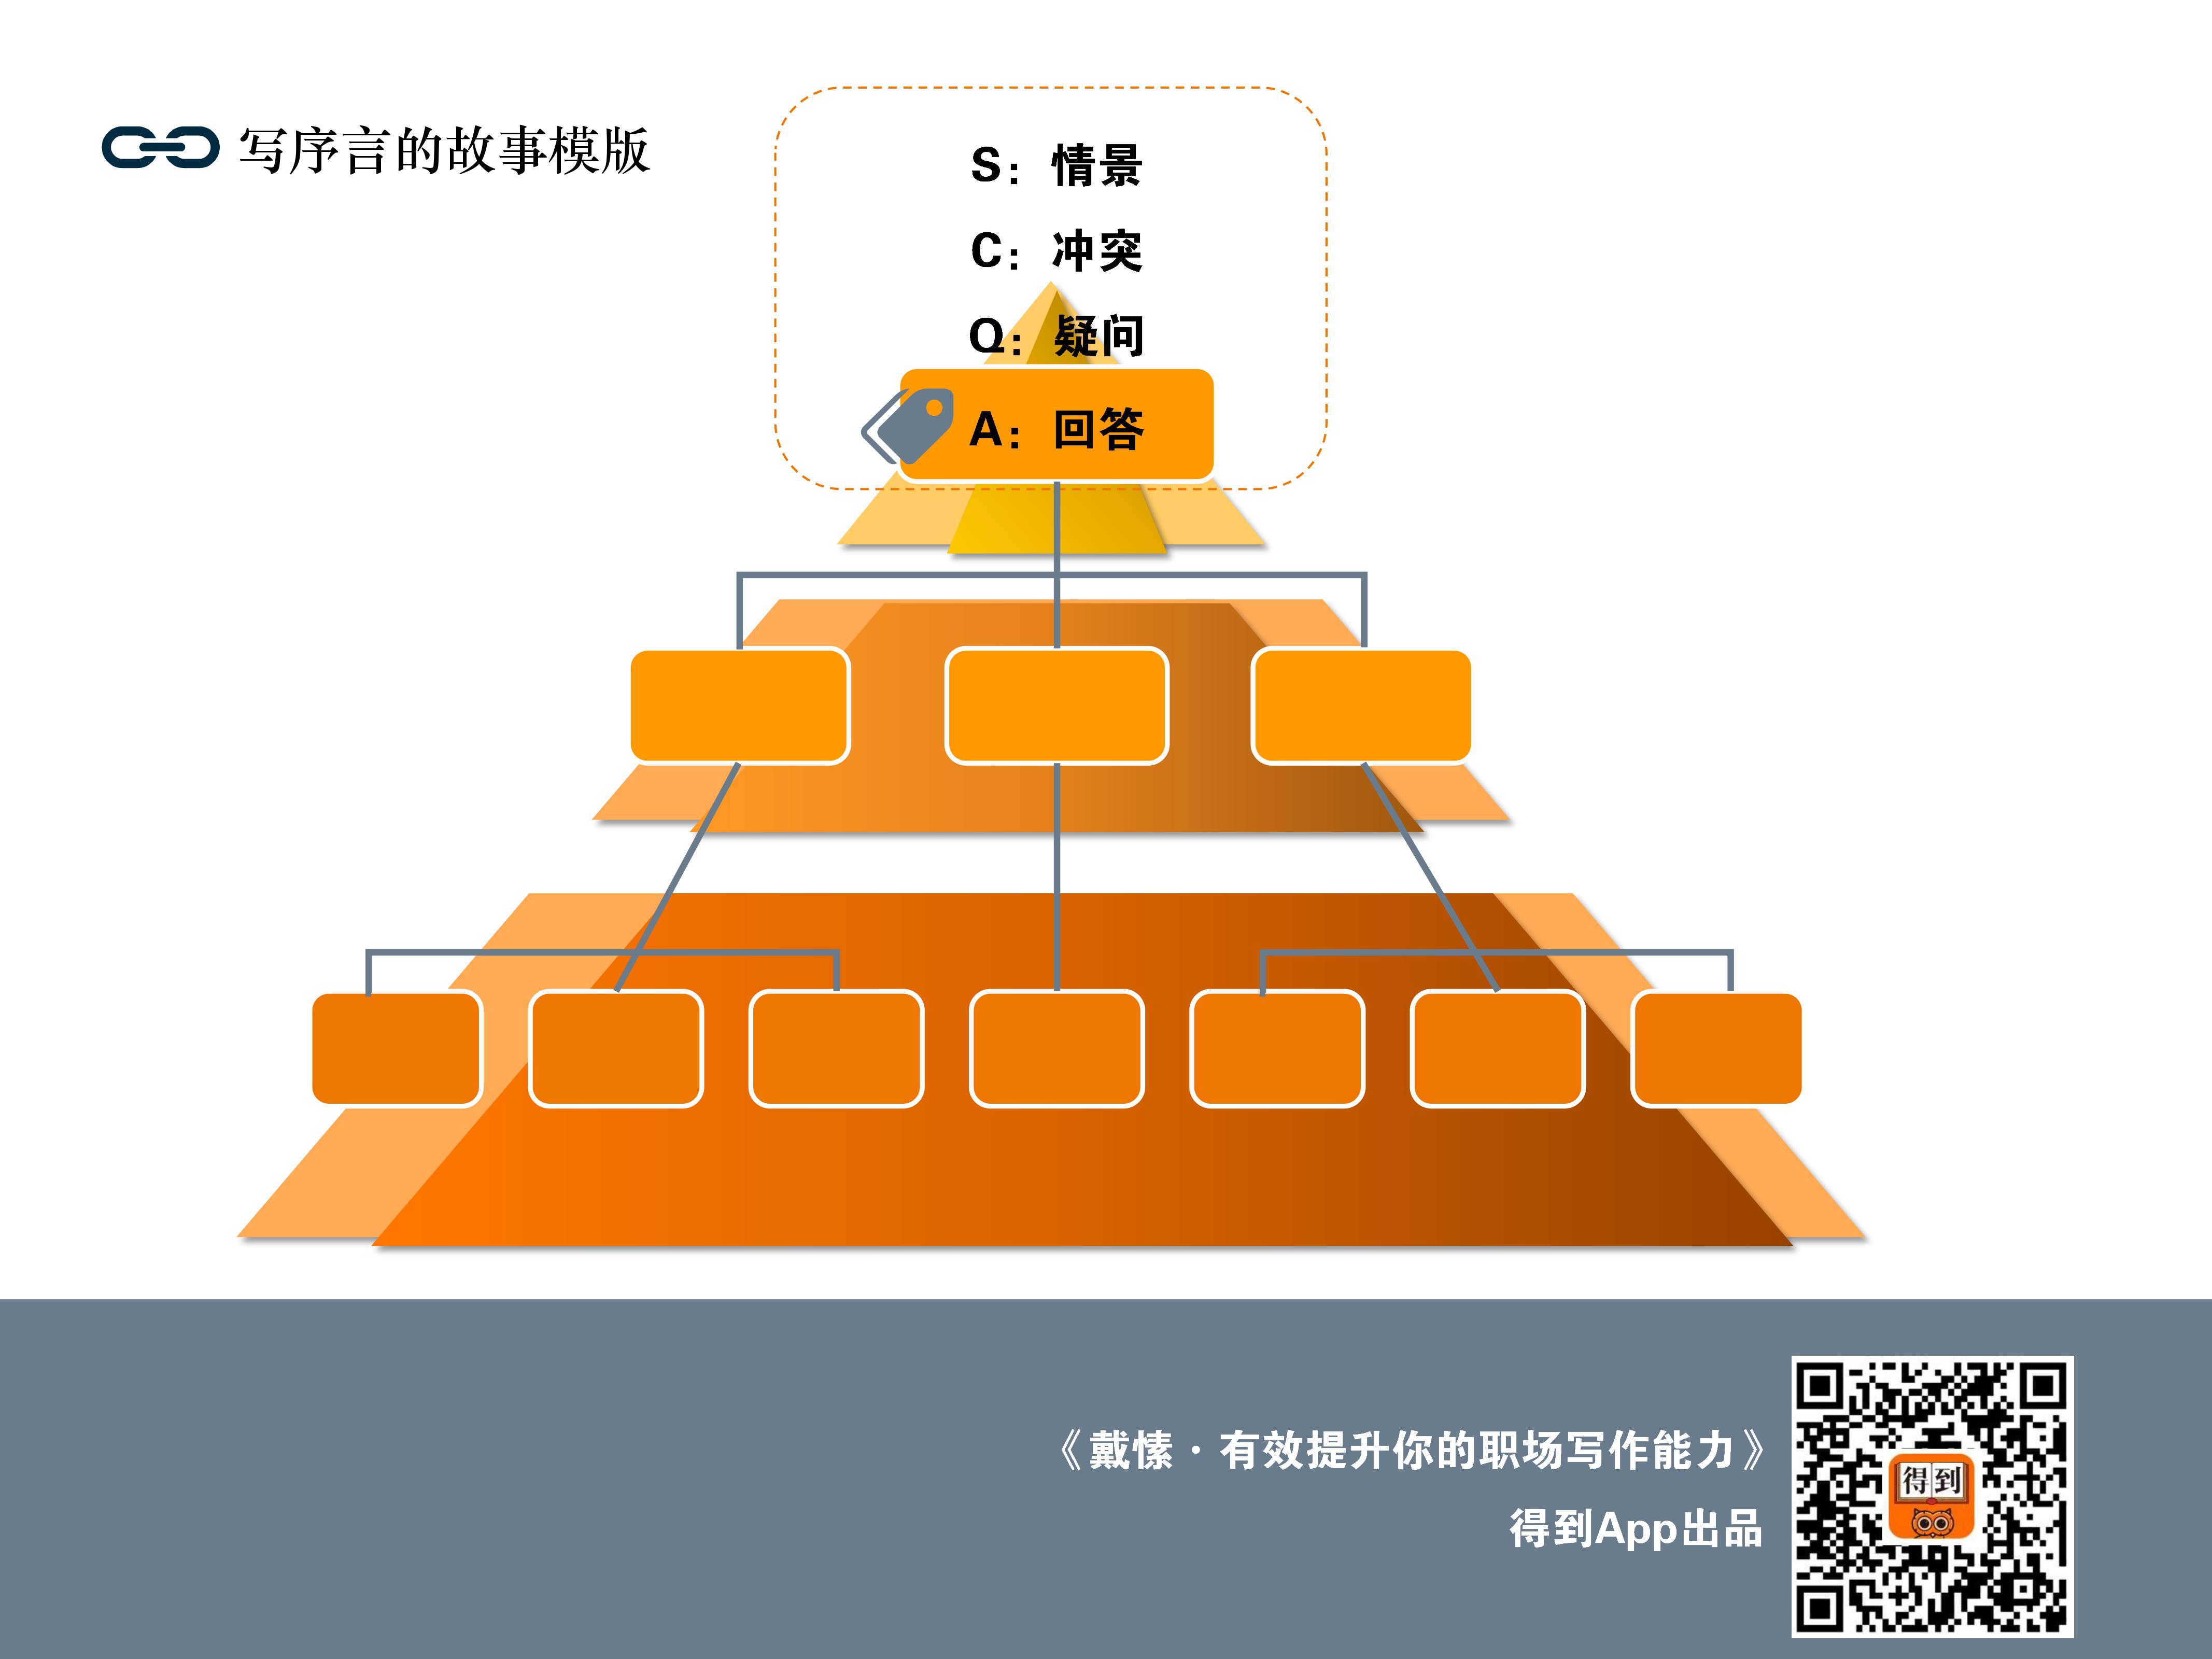 写序言的故事模版
S：情景
C：冲突
Q：疑问
A：回答
《戴愫·有效提升你的职场写作能力》
得到App出品
得到